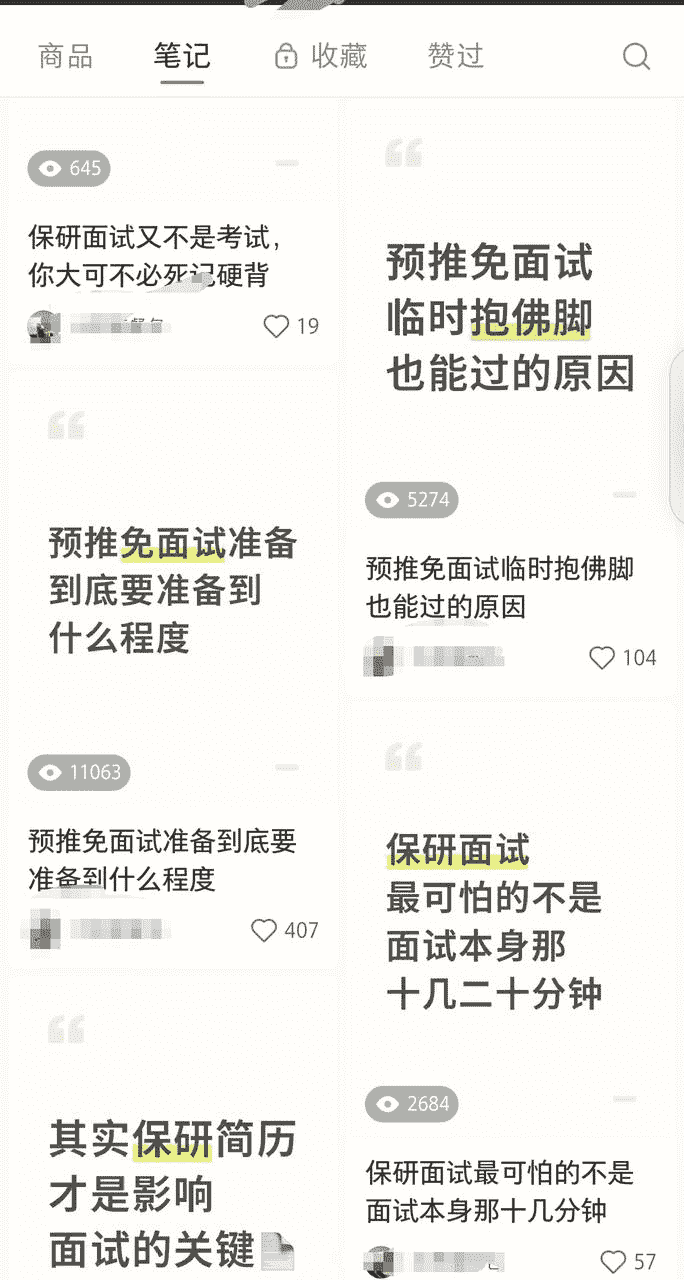 商品
笔记
收藏
赞过
645
保研面试又不是考试，
你大可不必死记硬背
19
预推免面试准备
到底要准备到
什么程度
11063
预推免面试准备到底要
准备到什么程度
407
其实保研简历
才是影响
面试的关键
预推免面试
临时抱佛脚
也能过的原因
5274
预推免面试临时抱佛脚
也能过的原因
104
保研面试
最可怕的不是
面试本身那
十几二十分钟
2684
保研面试最可怕的不是
面试本身那十几分钟
57